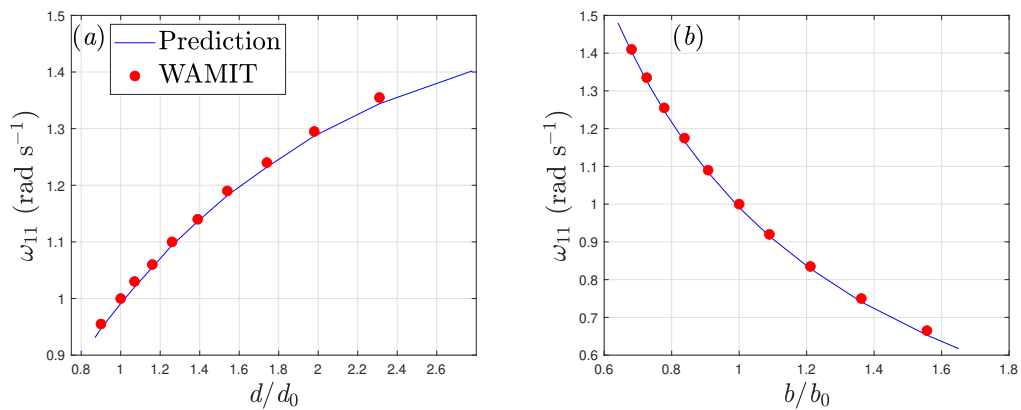 (a)
Prediction
WAMIT
1.5
1.4
1.3
1.2
1.1
1
0.9
ω₁₁ (rad s⁻¹)
0.8 1 1.2 1.4 1.6 1.8 2 2.2 2.4 2.6
d/d₀
(b)
1.5
1.4
1.3
1.2
1.1
1
0.9
0.8
0.7
0.6
ω₁₁ (rad s⁻¹)
0.6 0.8 1 1.2 1.4 1.6 1.8
b/b₀